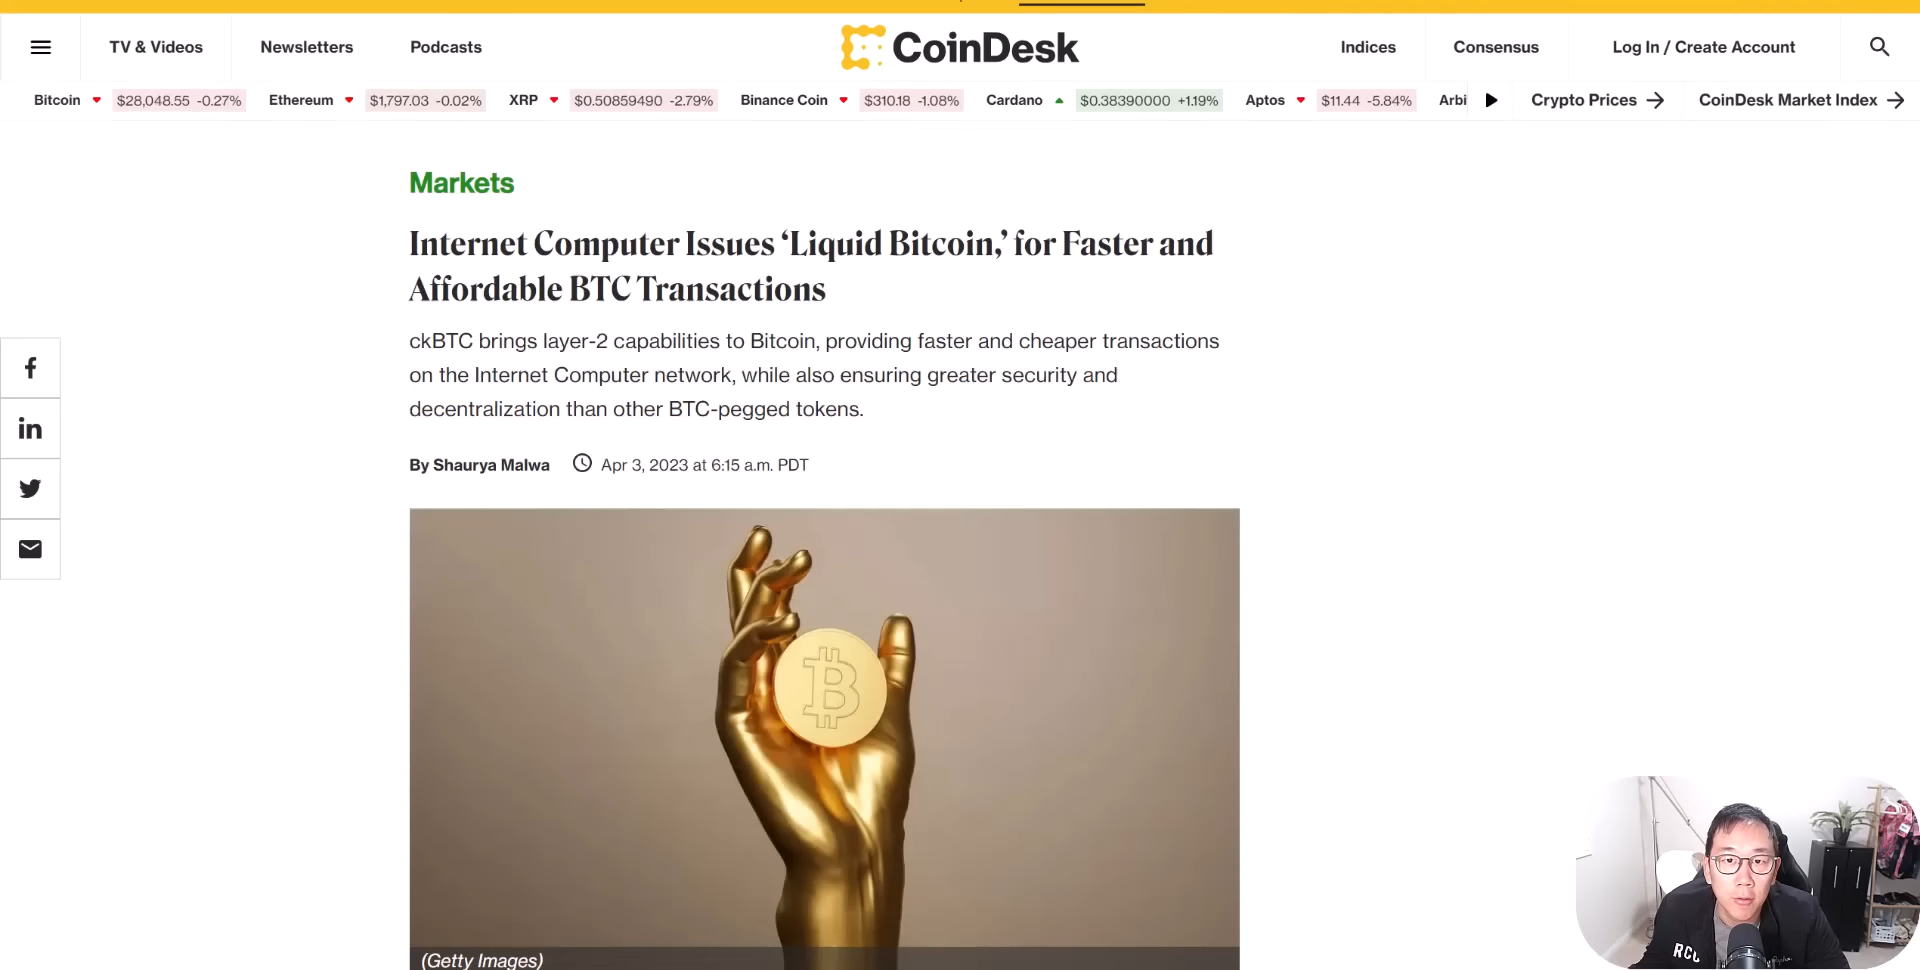 TV & Videos
Newsletters
Podcasts
CoinDesk
Indices
Consensus
Log In / Create Account
Bitcoin $28,048.55 -0.27% Ethereum $1,797.03 -0.02% XRP $0.50859490 -2.79% Binance Coin $310.18 -1.08% Cardano $0.38390000 +1.19% Aptos $11.44 -5.84% Arbi
Crypto Prices
CoinDesk Market Index
Markets
Internet Computer Issues ‘Liquid Bitcoin,’ for Faster and
Affordable BTC Transactions
ckBTC brings layer-2 capabilities to Bitcoin, providing faster and cheaper transactions
on the Internet Computer network, while also ensuring greater security and
decentralization than other BTC-pegged tokens.
By Shaurya Malwa Apr 3, 2023 at 6:15 a.m. PDT
f
in
B
(Getty Images)